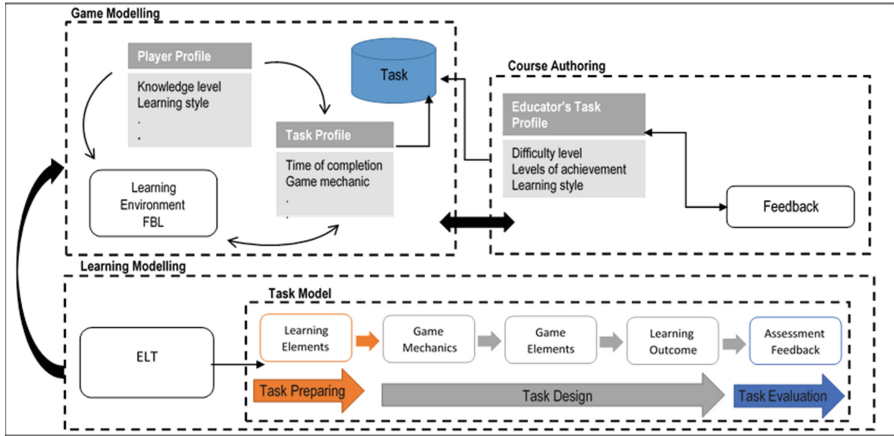 Game Modelling
Player Profile
Knowledge level
Learning style
.
.
Task
Task Profile
Time of completion
Game mechanic
.
.
Learning
Environment
FBL
Course Authoring
Educator's Task
Profile
Difficulty level
Levels of achievement
Learning style
Feedback
Learning Modelling
ELT
Task Model
Learning
Elements
Game
Mechanics
Game
Elements
Learning
Outcome
Assessment
Feedback
Task Preparing
Task Design
Task Evaluation